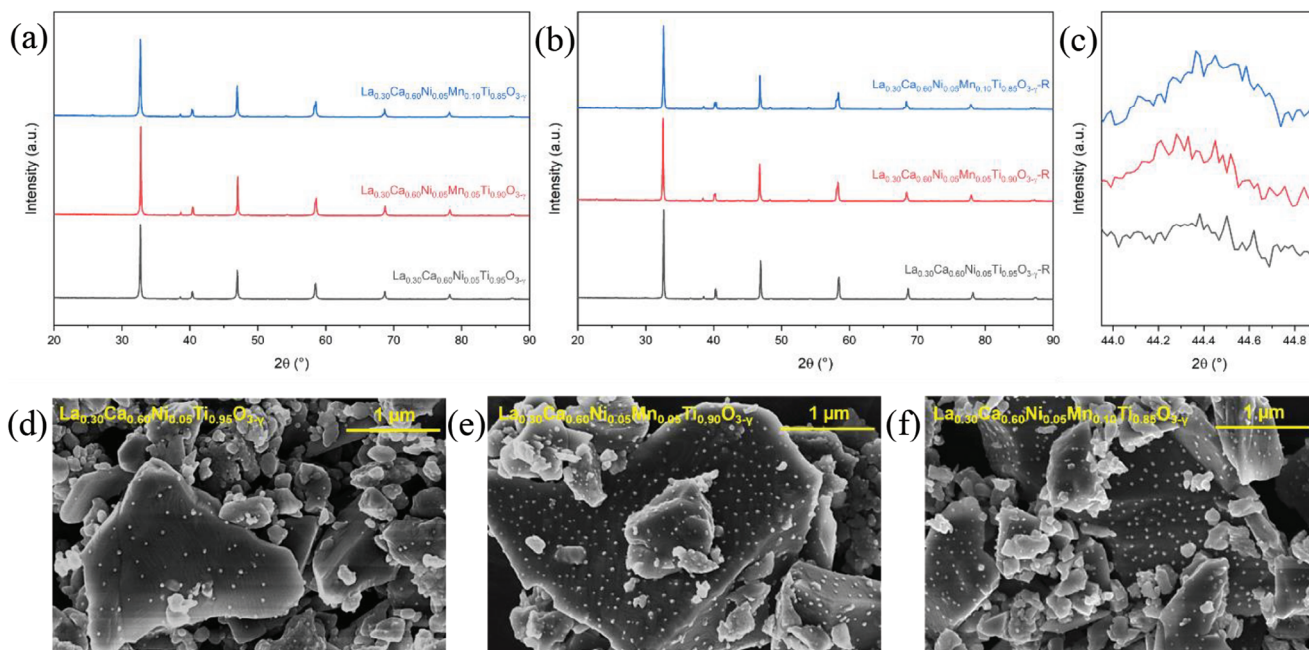 (a)
Intensity (a.u.)
La0.30Ca0.60Ni0.05Mn0.10Ti0.85O3-γ
La0.30Ca0.60Ni0.05Mn0.05Ti0.90O3-γ
La0.30Ca0.60Ni0.05Ti0.95O3-γ
20 30 40 50 60 70 80 90
2θ (°)
(b)
Intensity (a.u.)
La0.30Ca0.60Ni0.05Mn0.10Ti0.85O3-γ-R
La0.30Ca0.60Ni0.05Mn0.05Ti0.90O3-γ-R
La0.30Ca0.60Ni0.05Ti0.95O3-γ-R
20 30 40 50 60 70 80 90
2θ (°)
(c)
Intensity (a.u.)
44.0 44.2 44.4 44.6 44.8
2θ (°)
(d)
La0.30Ca0.60Ni0.05Ti0.95O3-γ
1 µm
(e)
La0.30Ca0.60Ni0.05Mn0.05Ti0.90O3-γ
1 µm
(f)
La0.30Ca0.60Ni0.05Mn0.10Ti0.85O3-γ
1 µm